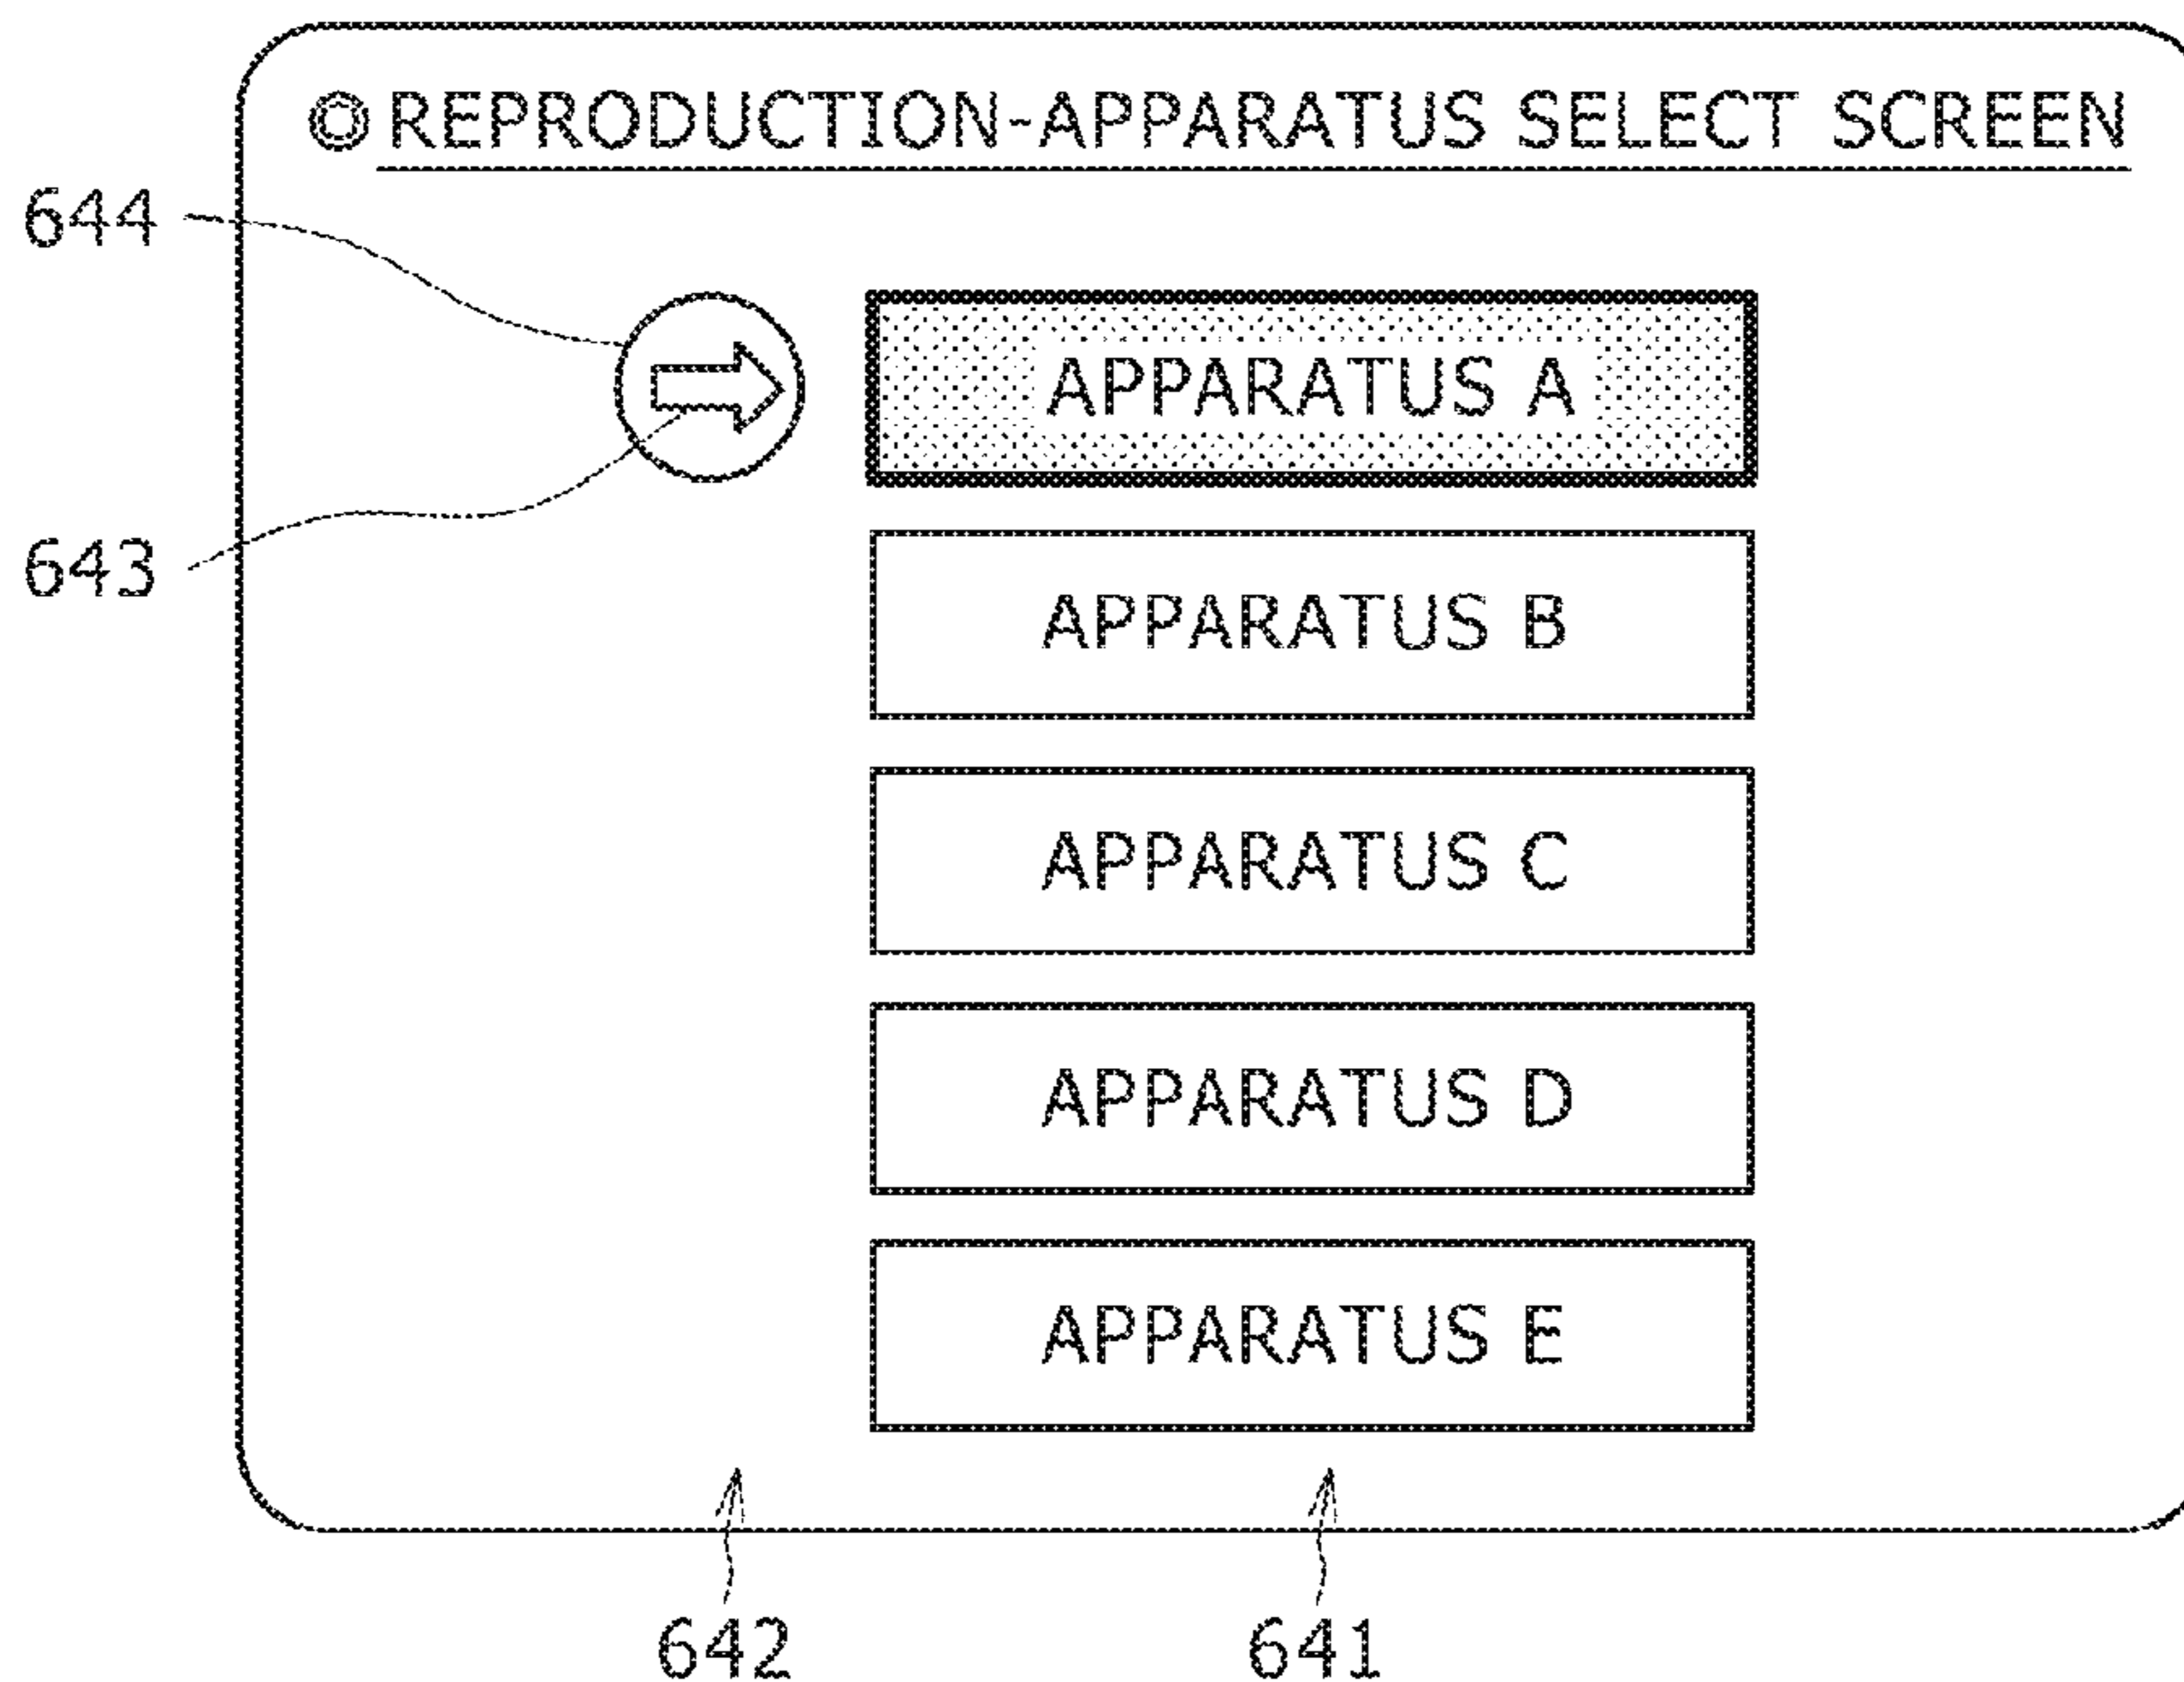 ◎ REPRODUCTION-APPARATUS SELECT SCREEN
644
APPARATUS A
643
APPARATUS B
APPARATUS C
APPARATUS D
APPARATUS E
642 641